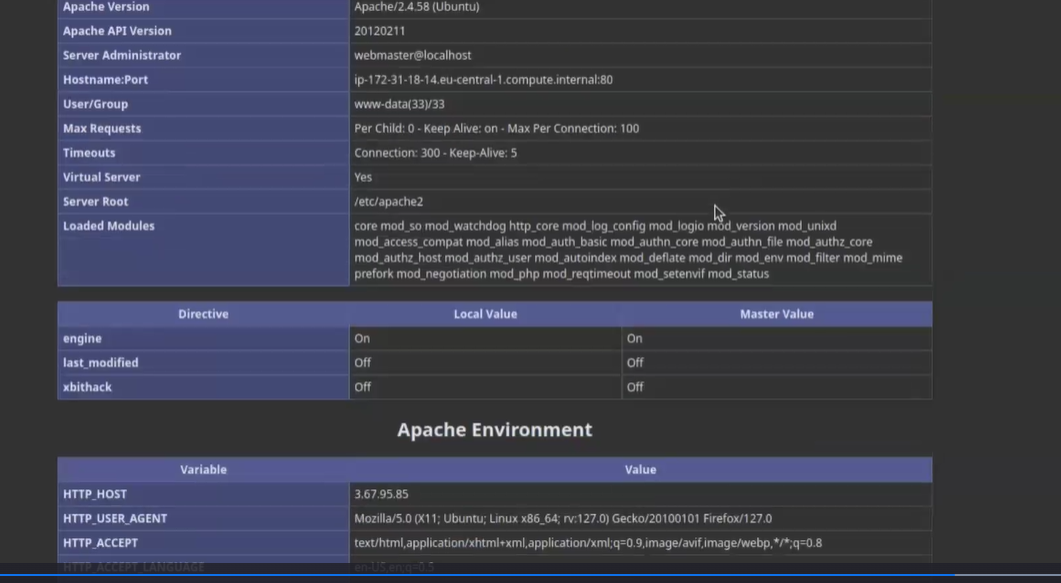 Apache Version Apache/2.4.58 (Ubuntu)
Apache API Version 20120211
Server Administrator webmaster@localhost
Hostname:Port ip-172-31-18-14.eu-central-1.compute.internal:80
User/Group www-data(33)/33
Max Requests Per Child: 0 - Keep Alive: on - Max Per Connection: 100
Timeouts Connection: 300 - Keep-Alive: 5
Virtual Server Yes
Server Root /etc/apache2
Loaded Modules core mod_so mod_watchdog http_core mod_log_config mod_logio mod_version mod_unixd
mod_access_compat mod_alias mod_auth_basic mod_authn_core mod_authn_file mod_authz_core
mod_authz_host mod_authz_user mod_autoindex mod_deflate mod_dir mod_env mod_filter mod_mime
prefork mod_negotiation mod_php mod_reqtimeout mod_setenvif mod_status
Directive Local Value Master Value
engine On On
last_modified Off Off
xbithack Off Off
Apache Environment
Variable Value
HTTP_HOST 3.67.95.85
HTTP_USER_AGENT Mozilla/5.0 (X11; Ubuntu; Linux x86_64; rv:127.0) Gecko/20100101 Firefox/127.0
HTTP_ACCEPT text/html,application/xhtml+xml,application/xml;q=0.9,image/avif,image/webp,*/*;q=0.8
HTTP_ACCEPT_LANGUAGE